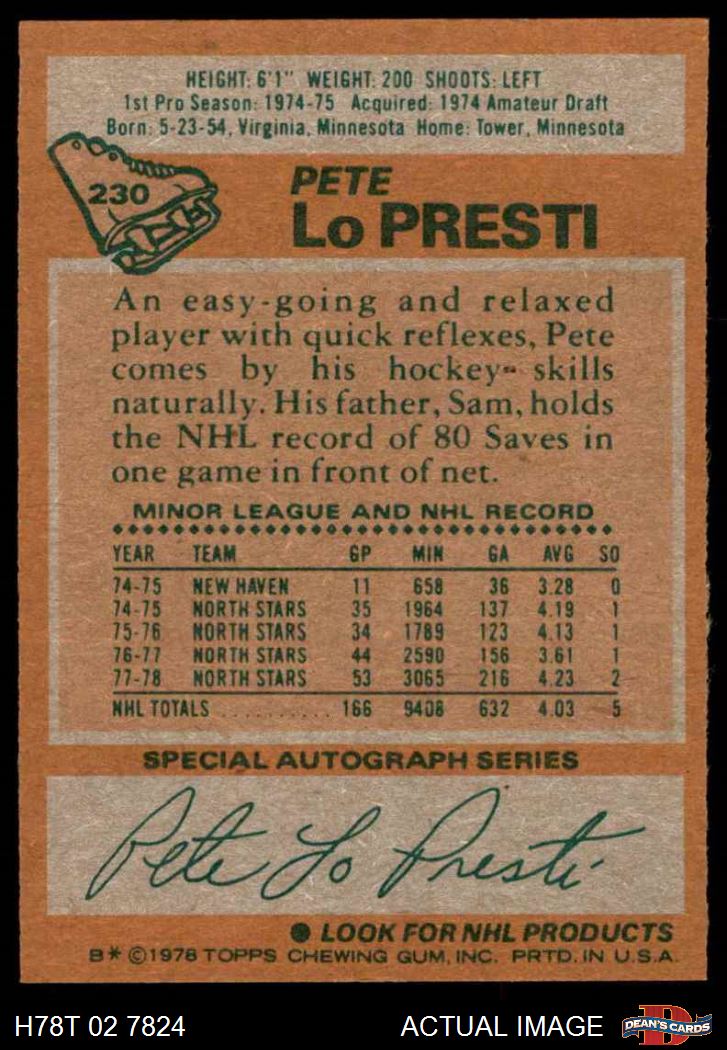 HEIGHT: 6'1" WEIGHT: 200 SHOOTS: LEFT
1st Pro Season: 1974-75 Acquired: 1974 Amateur Draft
Born: 5-23-54, Virginia, Minnesota Home: Tower, Minnesota
230
PETE
Lo PRESTI
An easy-going and relaxed
player with quick reflexes, Pete
comes by his hockey skills
naturally. His father, Sam, holds
the NHL record of 80 Saves in
one game in front of net.
MINOR LEAGUE AND NHL RECORD
YEAR TEAM GP MIN GA AVG SO
74-75 NEW HAVEN 11 658 36 3.28 0
74-75 NORTH STARS 35 1964 137 4.19 1
75-76 NORTH STARS 34 1789 123 4.13 1
76-77 NORTH STARS 44 2590 156 3.61 1
77-78 NORTH STARS 53 3065 216 4.23 2
NHL TOTALS .......... 166 9408 632 4.03 5
SPECIAL AUTOGRAPH SERIES
Pete Lo Presti
● LOOK FOR NHL PRODUCTS
B* ©1978 TOPPS CHEWING GUM, INC. PRTD. IN U.S.A.
H78T 02 7824 ACTUAL IMAGE D DEAN'S CARDS